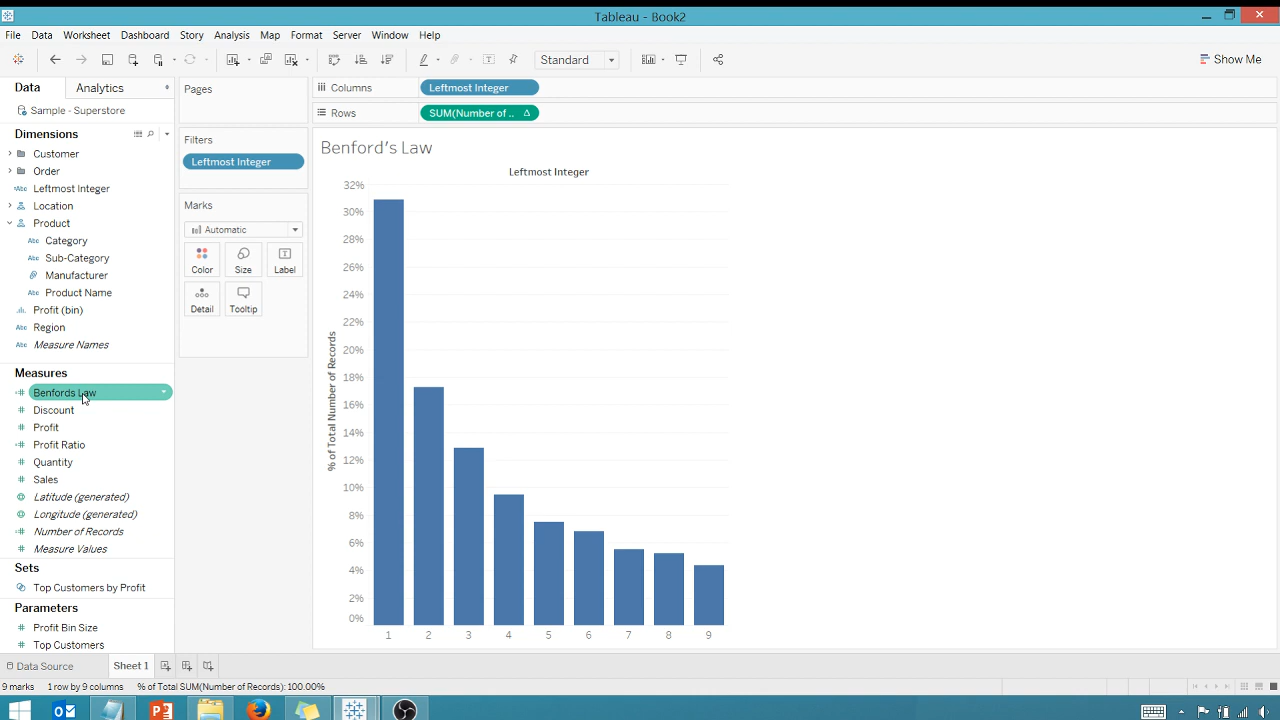 Tableau - Book2
File Data Worksheet Dashboard Story Analysis Map Format Server Window Help
Standard
Show Me
Data Analytics
Sample - Superstore
Dimensions
Customer
Order
=Abc Leftmost Integer
Location
Product
Abc Category
Abc Sub-Category
Manufacturer
Abc Product Name
Profit (bin)
Abc Region
Abc Measure Names
Measures
=# Benfords Law
# Discount
# Profit
=# Profit Ratio
# Quantity
# Sales
Latitude (generated)
Longitude (generated)
=# Number of Records
# Measure Values
Sets
Top Customers by Profit
Parameters
# Profit Bin Size
# Top Customers
Pages
Filters
Leftmost Integer
Marks
Automatic
Color Size Label
Detail Tooltip
Columns Leftmost Integer
Rows SUM(Number of .. Δ
Benford's Law
Leftmost Integer
% of Total Number of Records
32%
30%
28%
26%
24%
22%
20%
18%
16%
14%
12%
10%
8%
6%
4%
2%
0%
1 2 3 4 5 6 7 8 9
Data Source Sheet 1
9 marks 1 row by 9 columns % of Total SUM(Number of Records): 100.00%